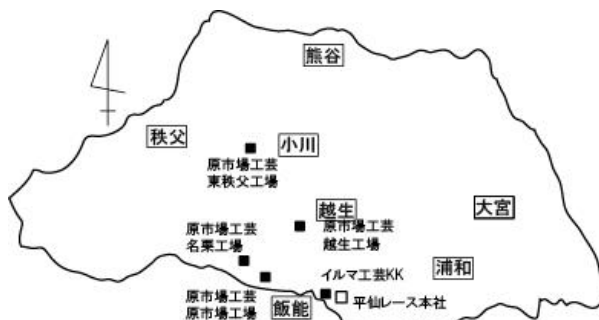 熊谷
秩父
小川
原市場工芸
東秩父工場
越生
大宮
原市場工芸
越生工場
原市場工芸
名栗工場
浦和
イルマ工芸KK
平仙レース本社
原市場工芸
原市場工場
飯能